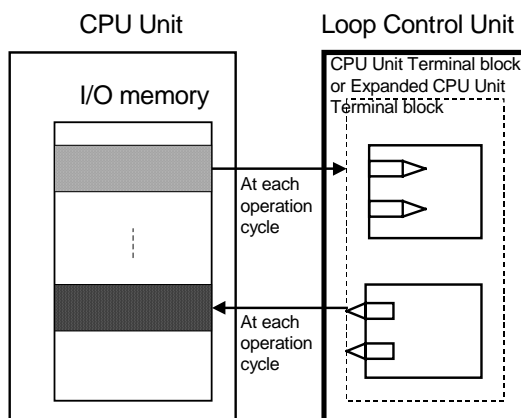 CPU Unit
Loop Control Unit
I/O memory
CPU Unit Terminal block
or Expanded CPU Unit
Terminal block
At each
operation
cycle
At each
operation
cycle